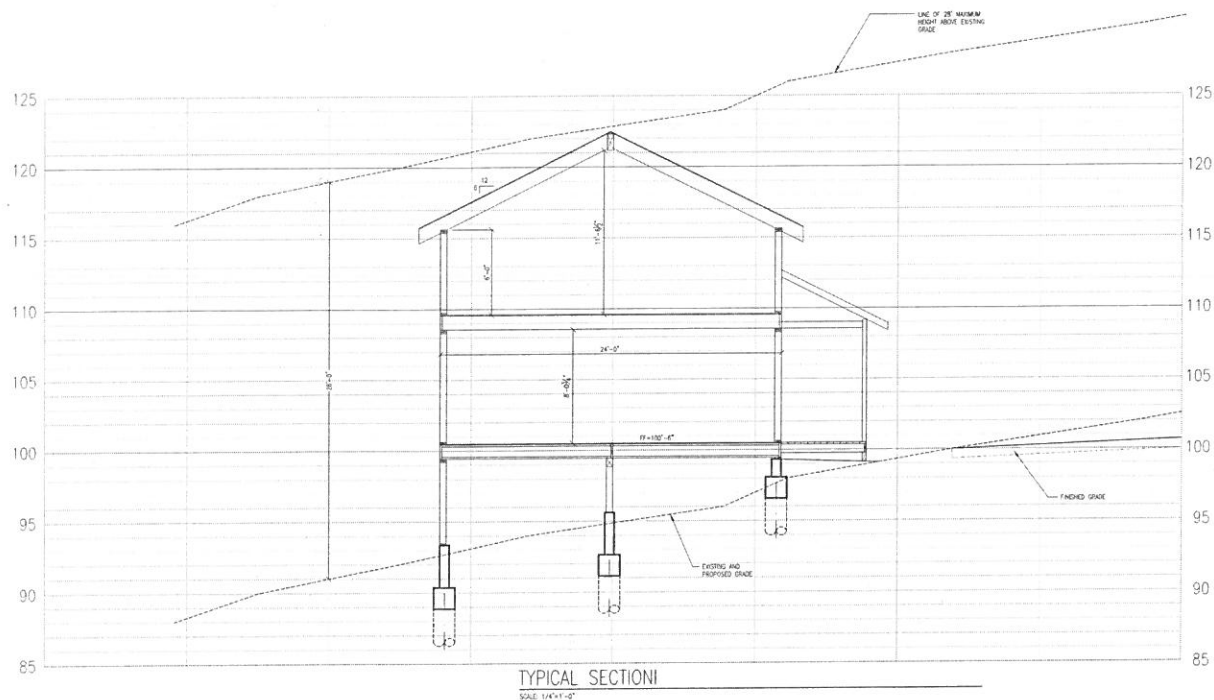 LINE OF 28' MAXIMUM
HEIGHT ABOVE EXISTING
GRADE
125
125
120
120
12
6
115
115
11'-6½"
6'-0"
110
110
28'-0"
24'-0"
105
105
8'-0¾"
FF=100'-6"
100
100
FINISHED GRADE
95
95
EXISTING AND
PROPOSED GRADE
90
90
85
85
TYPICAL SECTION
SCALE: 1/4"=1'-0"